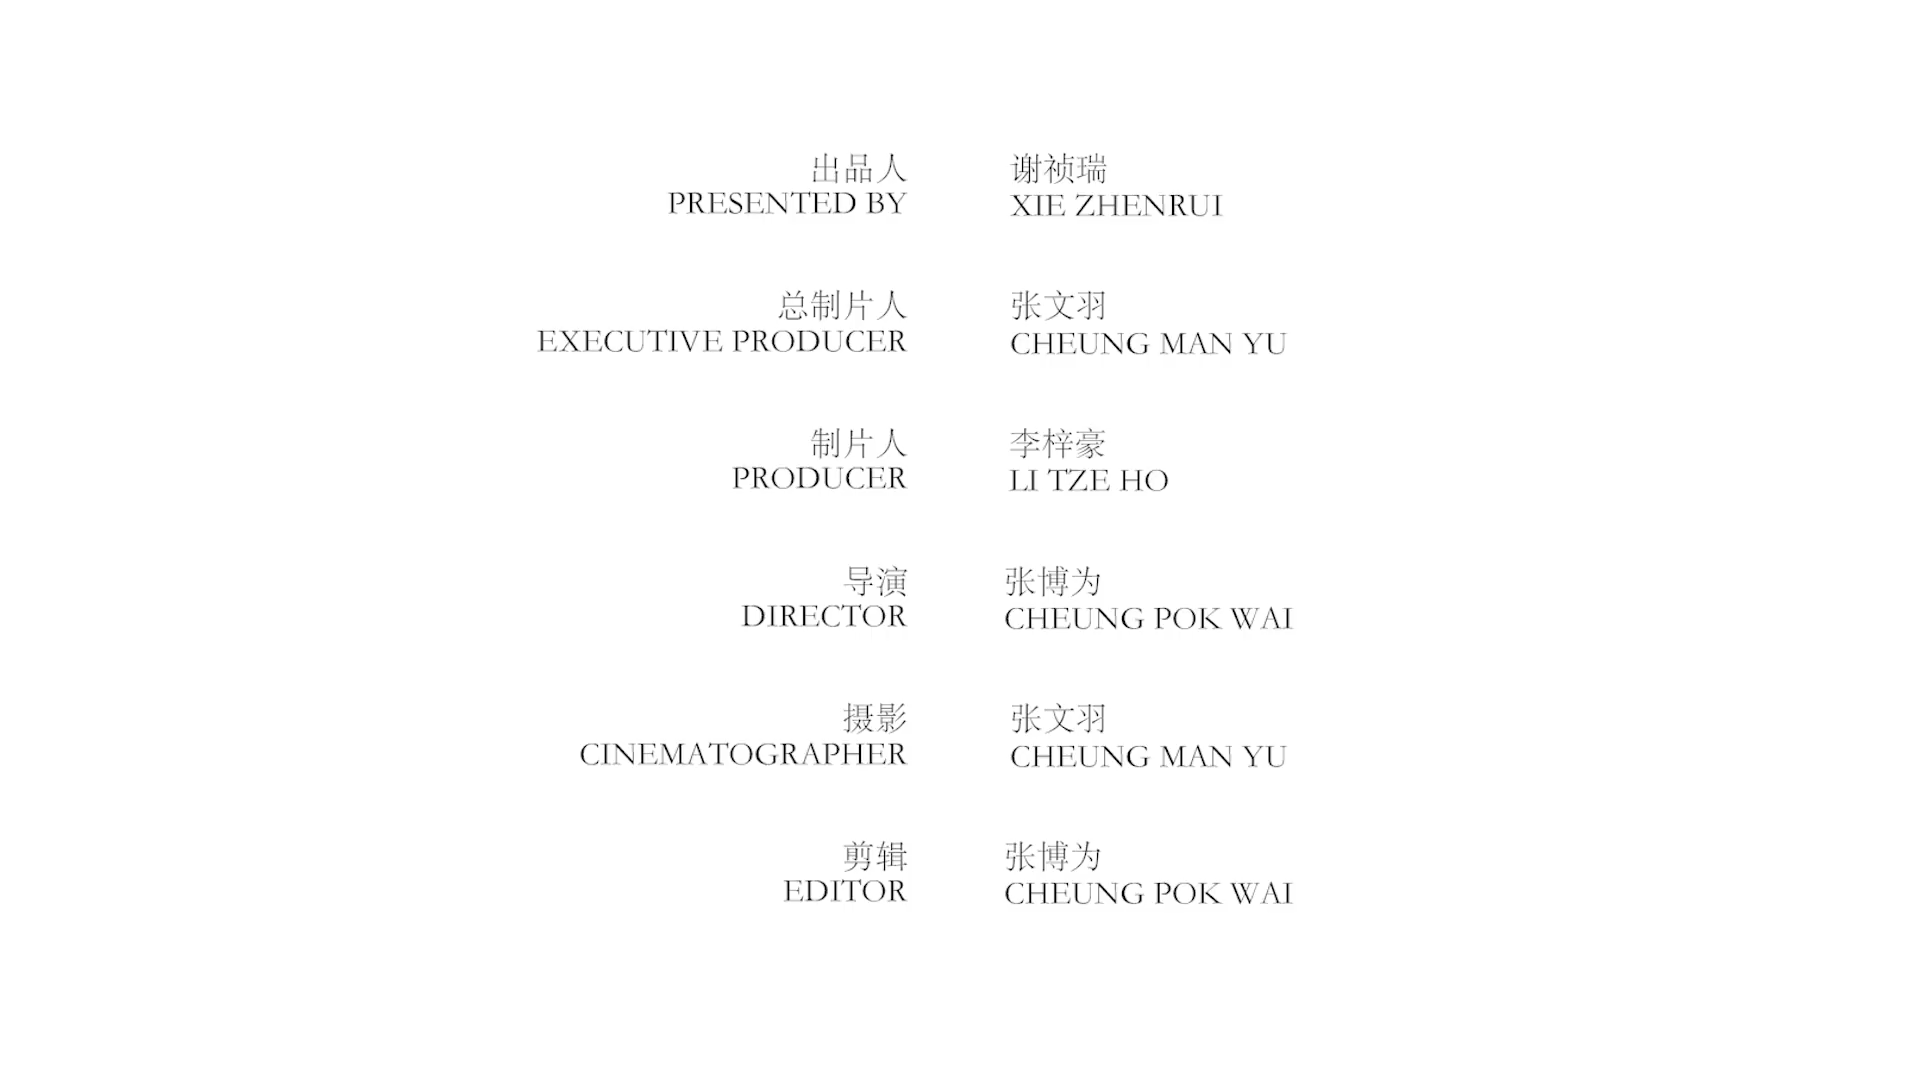 出品人 谢祯瑞
PRESENTED BY XIE ZHENRUI
总制片人 张文羽
EXECUTIVE PRODUCER CHEUNG MAN YU
制片人 李梓豪
PRODUCER LI TZE HO
导演 张博为
DIRECTOR CHEUNG POK WAI
摄影 张文羽
CINEMATOGRAPHER CHEUNG MAN YU
剪辑 张博为
EDITOR CHEUNG POK WAI